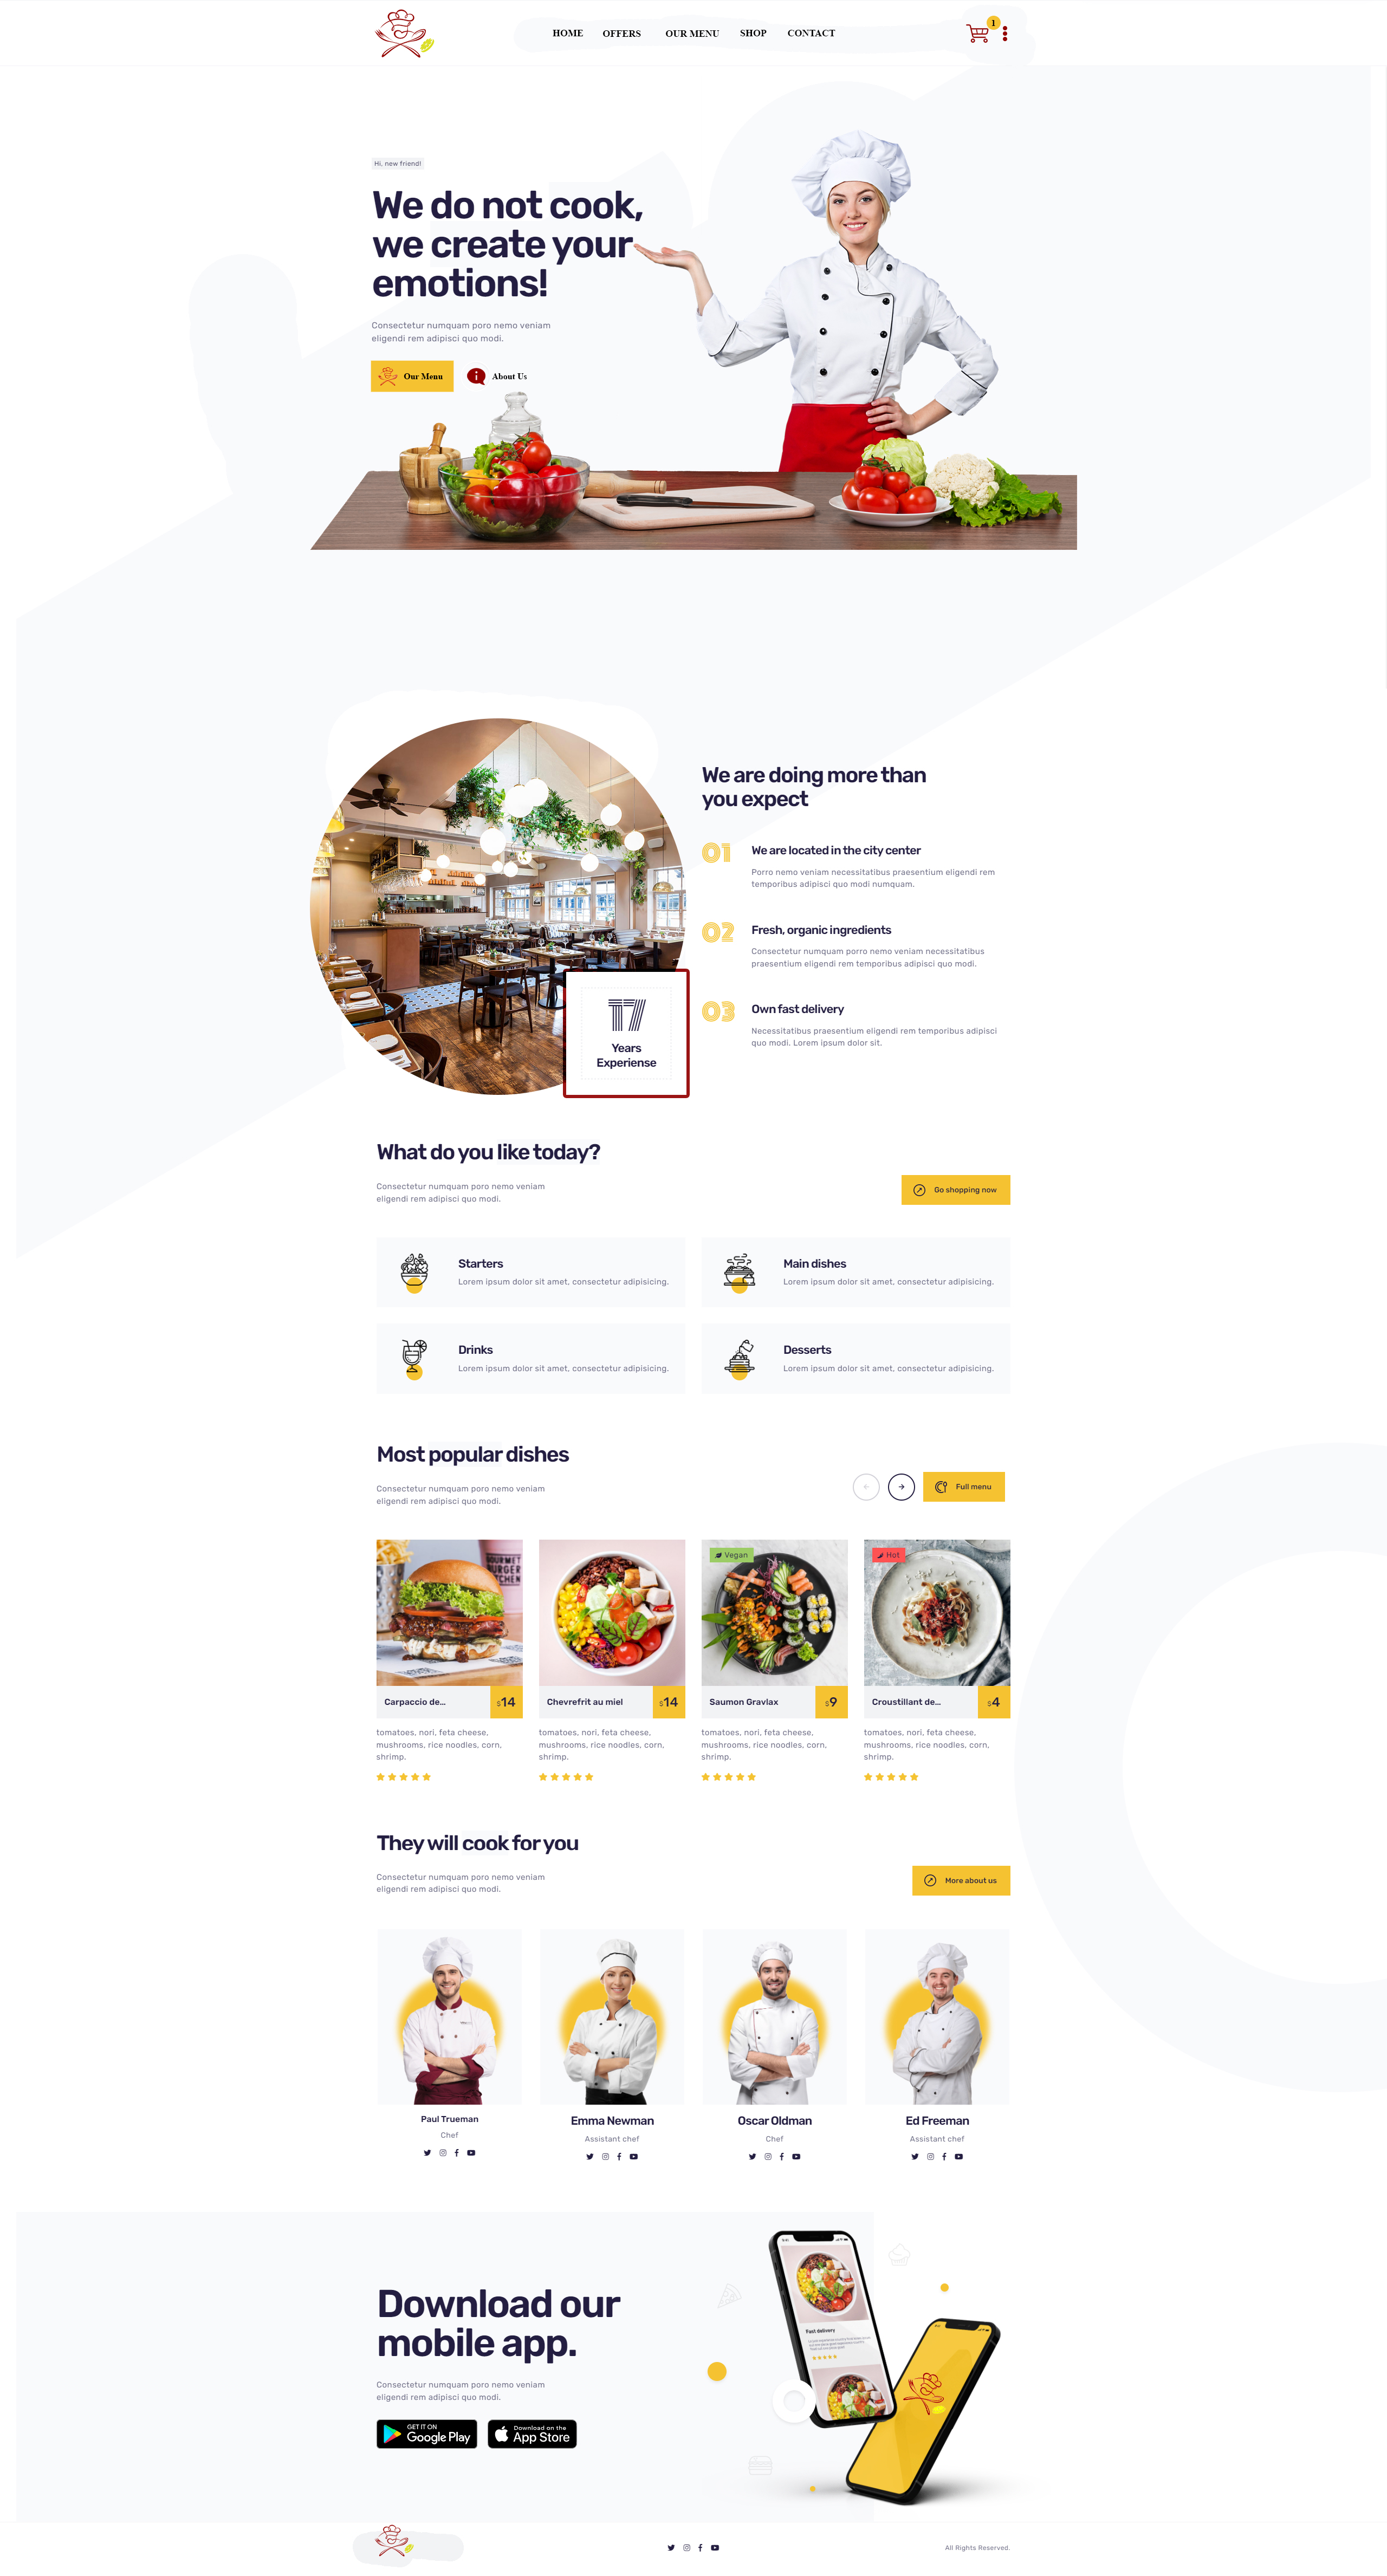 HOME OFFERS OUR MENU SHOP CONTACT 1
Hi, new friend!
We do not cook,
we create your
emotions!
Consectetur numquam poro nemo veniam
eligendi rem adipisci quo modi.
Our Menu About Us
We are doing more than
you expect
01 We are located in the city center
Porro nemo veniam necessitatibus praesentium eligendi rem
temporibus adipisci quo modi numquam.
02 Fresh, organic ingredients
Consectetur numquam porro nemo veniam necessitatibus
praesentium eligendi rem temporibus adipisci quo modi.
03 Own fast delivery
Necessitatibus praesentium eligendi rem temporibus adipisci
quo modi. Lorem ipsum dolor sit.
17
Years
Experiense
What do you like today?
Consectetur numquam poro nemo veniam
eligendi rem adipisci quo modi.
Go shopping now
Starters
Lorem ipsum dolor sit amet, consectetur adipisicing.
Main dishes
Lorem ipsum dolor sit amet, consectetur adipisicing.
Drinks
Lorem ipsum dolor sit amet, consectetur adipisicing.
Desserts
Lorem ipsum dolor sit amet, consectetur adipisicing.
Most popular dishes
Consectetur numquam poro nemo veniam
eligendi rem adipisci quo modi.
Full menu
GOURMET
BURGER
KITCHEN
Carpaccio de... $14
tomatoes, nori, feta cheese,
mushrooms, rice noodles, corn,
shrimp.
Chevrefrit au miel $14
tomatoes, nori, feta cheese,
mushrooms, rice noodles, corn,
shrimp.
Vegan
Saumon Gravlax $9
tomatoes, nori, feta cheese,
mushrooms, rice noodles, corn,
shrimp.
Hot
Croustillant de... $4
tomatoes, nori, feta cheese,
mushrooms, rice noodles, corn,
shrimp.
They will cook for you
Consectetur numquam poro nemo veniam
eligendi rem adipisci quo modi.
More about us
Paul Trueman
Chef
Emma Newman
Assistant chef
Oscar Oldman
Chef
Ed Freeman
Assistant chef
Download our
mobile app.
Consectetur numquam poro nemo veniam
eligendi rem adipisci quo modi.
GET IT ON
Google Play
Download on the
App Store
Fast delivery
All Rights Reserved.